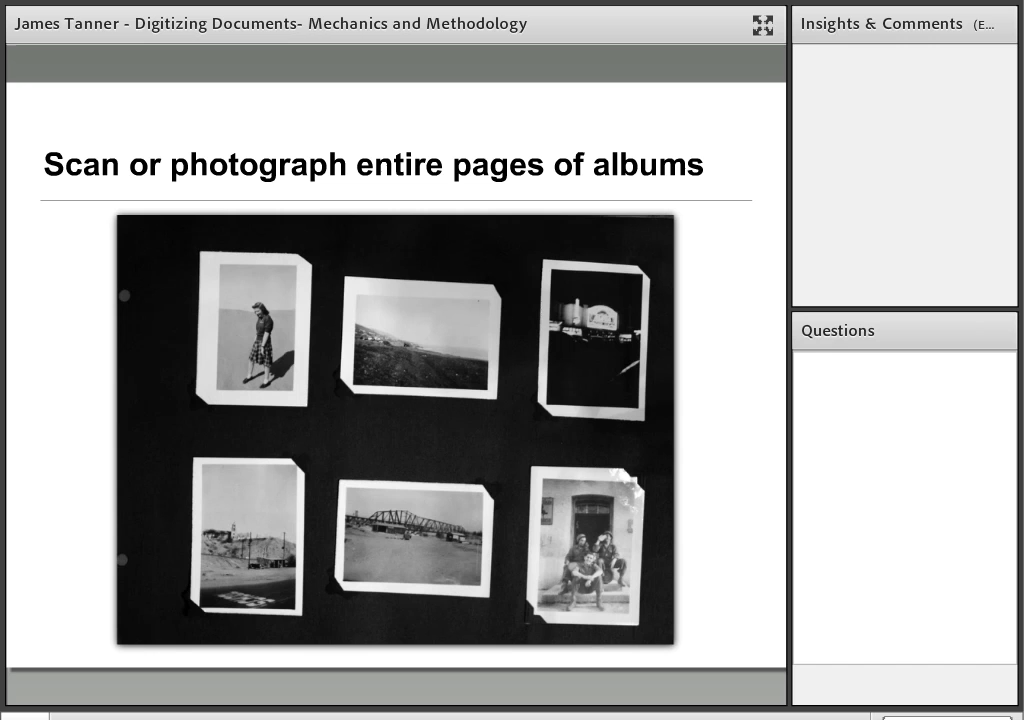 James Tanner - Digitizing Documents- Mechanics and Methodology
Insights & Comments (E...
Scan or photograph entire pages of albums
Questions